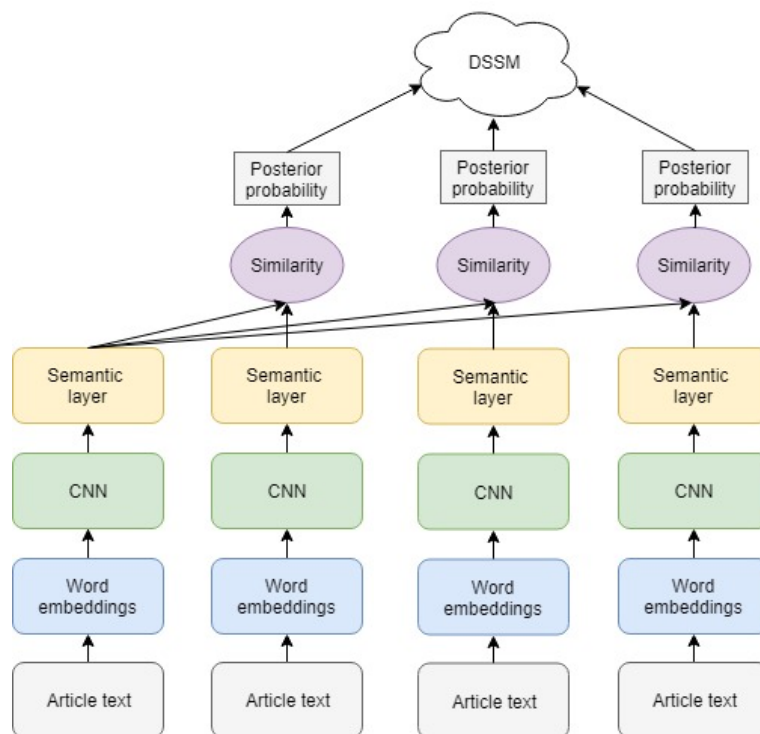 DSSM
Posterior
probability
Posterior
probability
Posterior
probability
Similarity
Similarity
Similarity
Semantic
layer
Semantic
layer
Semantic
layer
Semantic
layer
CNN
CNN
CNN
CNN
Word
embeddings
Word
embeddings
Word
embeddings
Word
embeddings
Article text
Article text
Article text
Article text